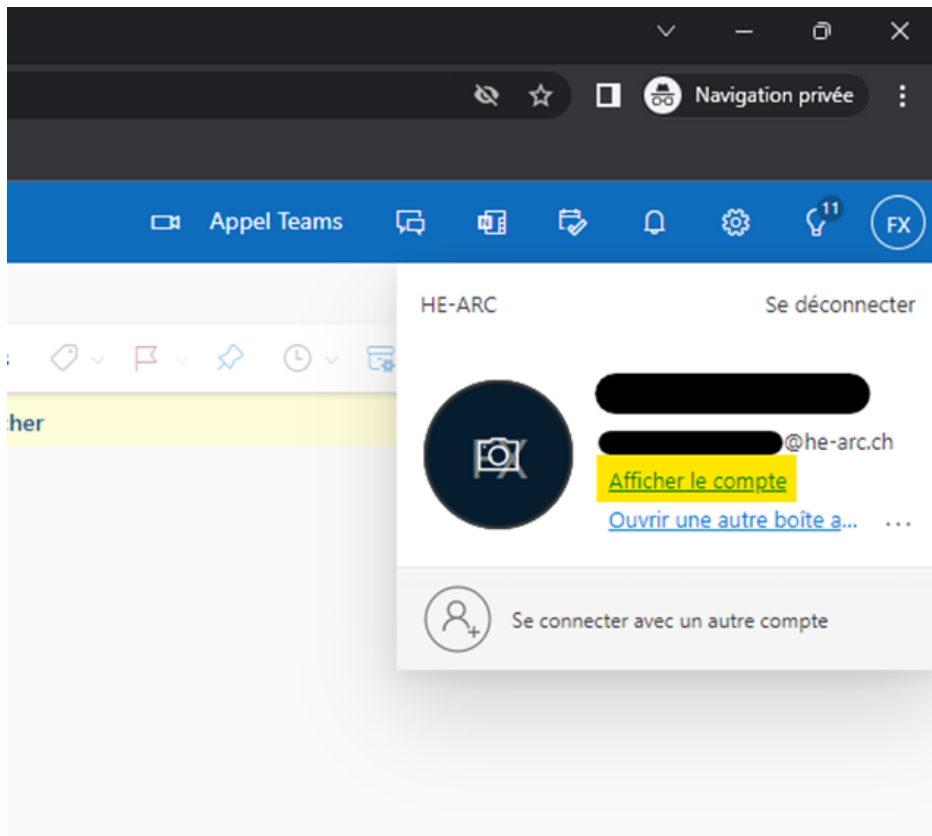 Navigation privée
Appel Teams
11
FX
HE-ARC
Se déconnecter
cher
FX
@he-arc.ch
Afficher le compte
Ouvrir une autre boîte a...
Se connecter avec un autre compte